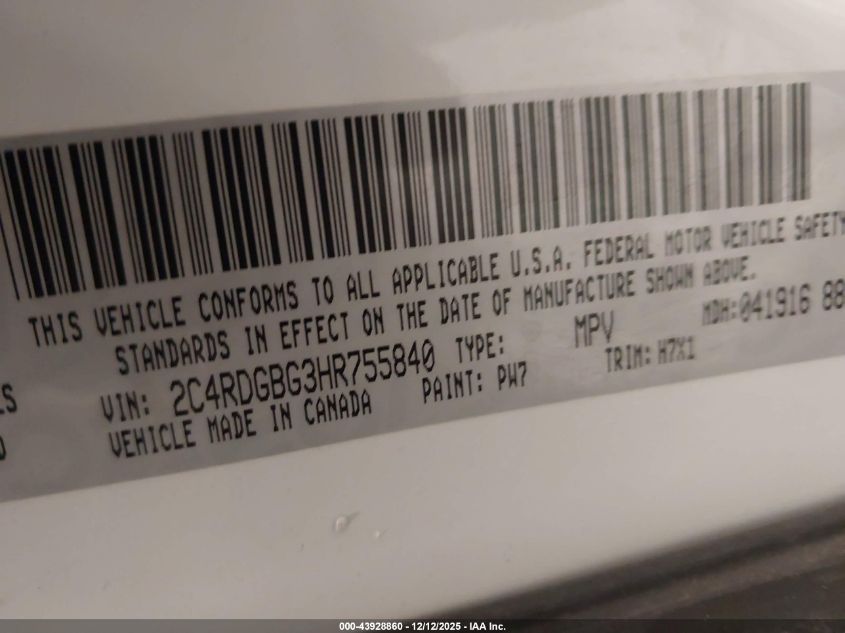 THIS VEHICLE CONFORMS TO ALL APPLICABLE U.S.A. FEDERAL MOTOR VEHICLE SAFETY
STANDARDS IN EFFECT ON THE DATE OF MANUFACTURE SHOWN ABOVE.
MDH:041916 88
VIN: 2C4RDGBG3HR755840 TYPE: MPV
VEHICLE MADE IN CANADA PAINT: PW7 TRIM: H7X1
000-43928860 - 12/12/2025 - IAA Inc.